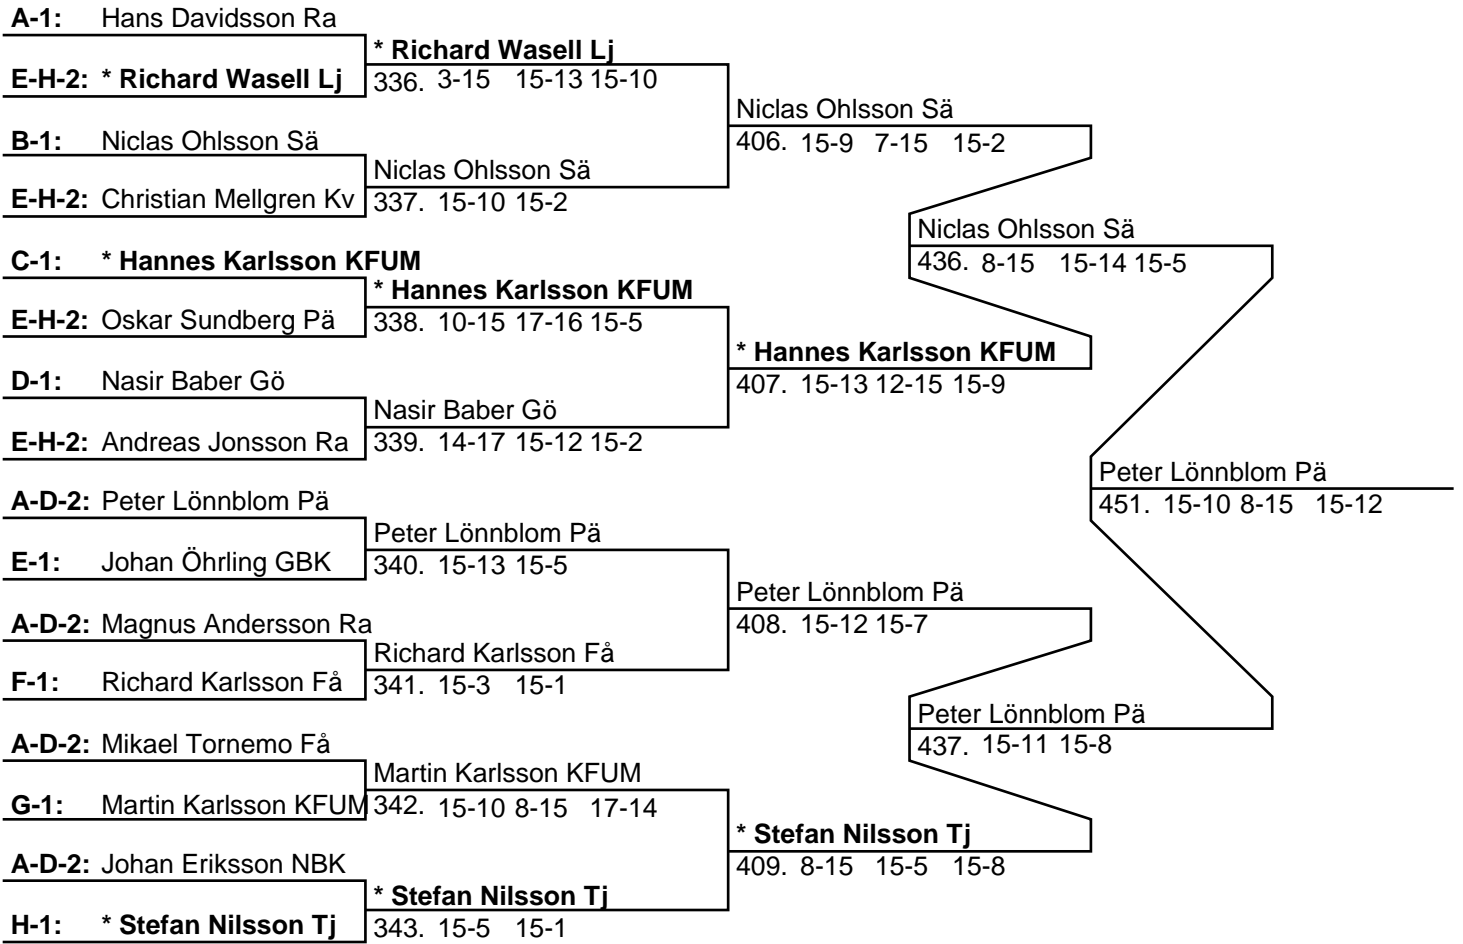 A-1: Hans Davidsson Ra
* Richard Wasell Lj
E-H-2: * Richard Wasell Lj
336. 3-15 15-13 15-10
Niclas Ohlsson Sä
406. 15-9 7-15 15-2
B-1: Niclas Ohlsson Sä
Niclas Ohlsson Sä
E-H-2: Christian Mellgren Kv
337. 15-10 15-2
Niclas Ohlsson Sä
436. 8-15 15-14 15-5
C-1: * Hannes Karlsson KFUM
* Hannes Karlsson KFUM
E-H-2: Oskar Sundberg Pä
338. 10-15 17-16 15-5
* Hannes Karlsson KFUM
407. 15-13 12-15 15-9
D-1: Nasir Baber Gö
Nasir Baber Gö
E-H-2: Andreas Jonsson Ra
339. 14-17 15-12 15-2
Peter Lönnblom Pä
451. 15-10 8-15 15-12
A-D-2: Peter Lönnblom Pä
Peter Lönnblom Pä
E-1: Johan Öhrling GBK
340. 15-13 15-5
Peter Lönnblom Pä
408. 15-12 15-7
A-D-2: Magnus Andersson Ra
Richard Karlsson Få
F-1: Richard Karlsson Få
341. 15-3 15-1
Peter Lönnblom Pä
437. 15-11 15-8
A-D-2: Mikael Tornemo Få
Martin Karlsson KFUM
G-1: Martin Karlsson KFUM
342. 15-10 8-15 17-14
* Stefan Nilsson Tj
409. 8-15 15-5 15-8
A-D-2: Johan Eriksson NBK
* Stefan Nilsson Tj
H-1: * Stefan Nilsson Tj
343. 15-5 15-1